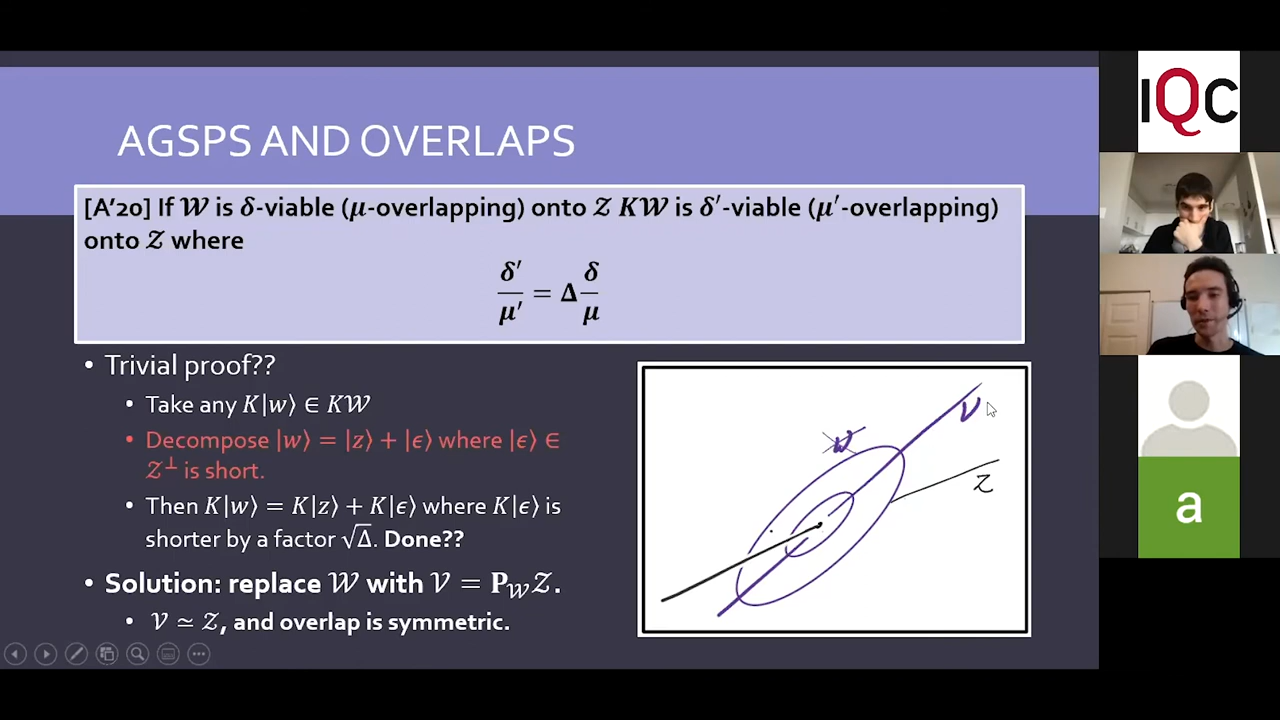 AGSPS AND OVERLAPS
IQC
[A'20] If 𝒲 is δ-viable (μ-overlapping) onto 𝒵 K𝒲 is δ′-viable (μ′-overlapping)
onto 𝒵 where
δ′/μ′ = Δ δ/μ
• Trivial proof??
• Take any K|w⟩ ∈ K𝒲
• Decompose |w⟩ = |z⟩ + |ϵ⟩ where |ϵ⟩ ∈
𝒵⊥ is short.
• Then K|w⟩ = K|z⟩ + K|ϵ⟩ where K|ϵ⟩ is
shorter by a factor √Δ. Done??
• Solution: replace 𝒲 with 𝒱 = P_𝒲𝒵.
• 𝒱 ≃ 𝒵, and overlap is symmetric.
W
V
Z
a